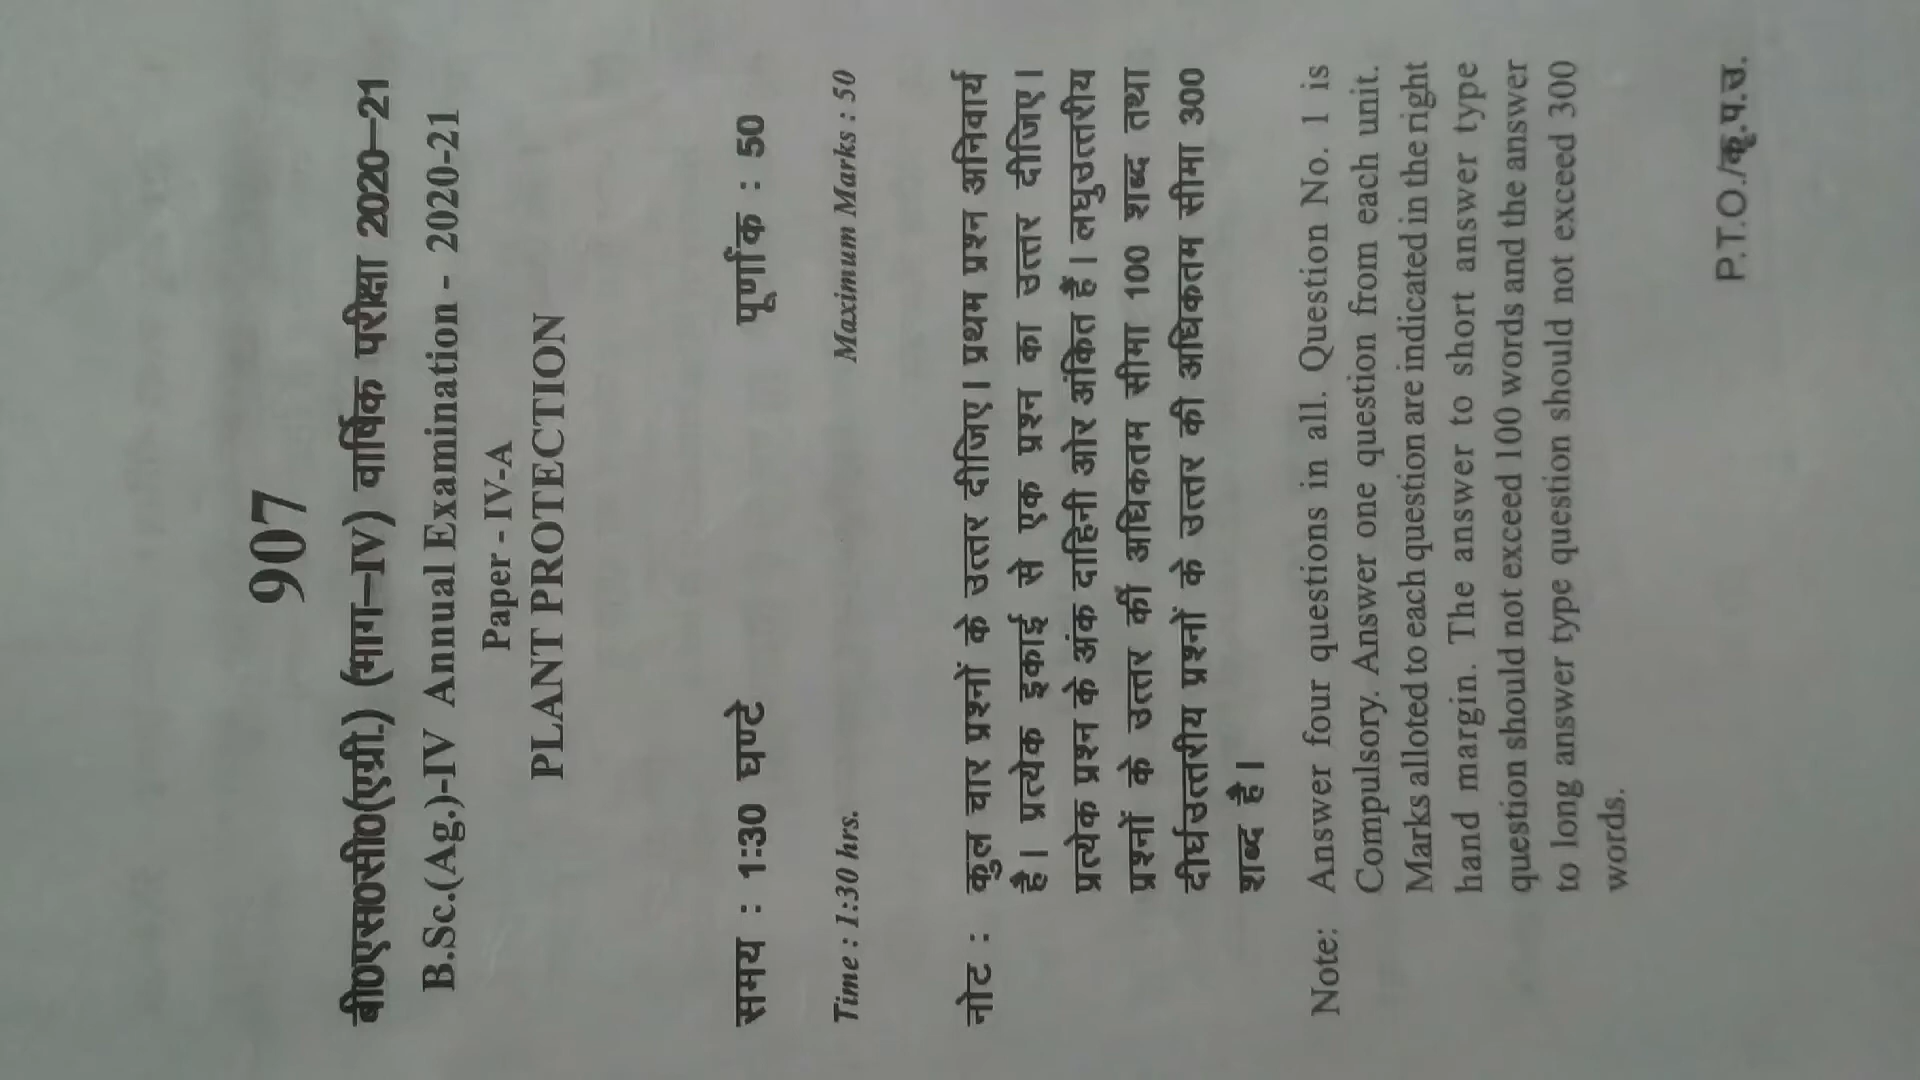 907
बी०एस०सी०(एग्री.) (भाग–IV) वार्षिक परीक्षा 2020–21
B.Sc.(Ag.)-IV Annual Examination - 2020-21
Paper - IV-A
PLANT PROTECTION
समय : 1:30 घण्टे पूर्णांक : 50
Time : 1:30 hrs. Maximum Marks : 50
नोट : कुल चार प्रश्नों के उत्तर दीजिए। प्रथम प्रश्न अनिवार्य
है। प्रत्येक इकाई से एक प्रश्न का उत्तर दीजिए।
प्रत्येक प्रश्न के अंक दाहिनी ओर अंकित हैं। लघुउत्तरीय
प्रश्नों के उत्तर की अधिकतम सीमा 100 शब्द तथा
दीर्घउत्तरीय प्रश्नों के उत्तर की अधिकतम सीमा 300
शब्द है।
Note: Answer four questions in all. Question No. 1 is
Compulsory. Answer one question from each unit.
Marks alloted to each question are indicated in the right
hand margin. The answer to short answer type
question should not exceed 100 words and the answer
to long answer type question should not exceed 300
words.
P.T.O./कृ.प.उ.